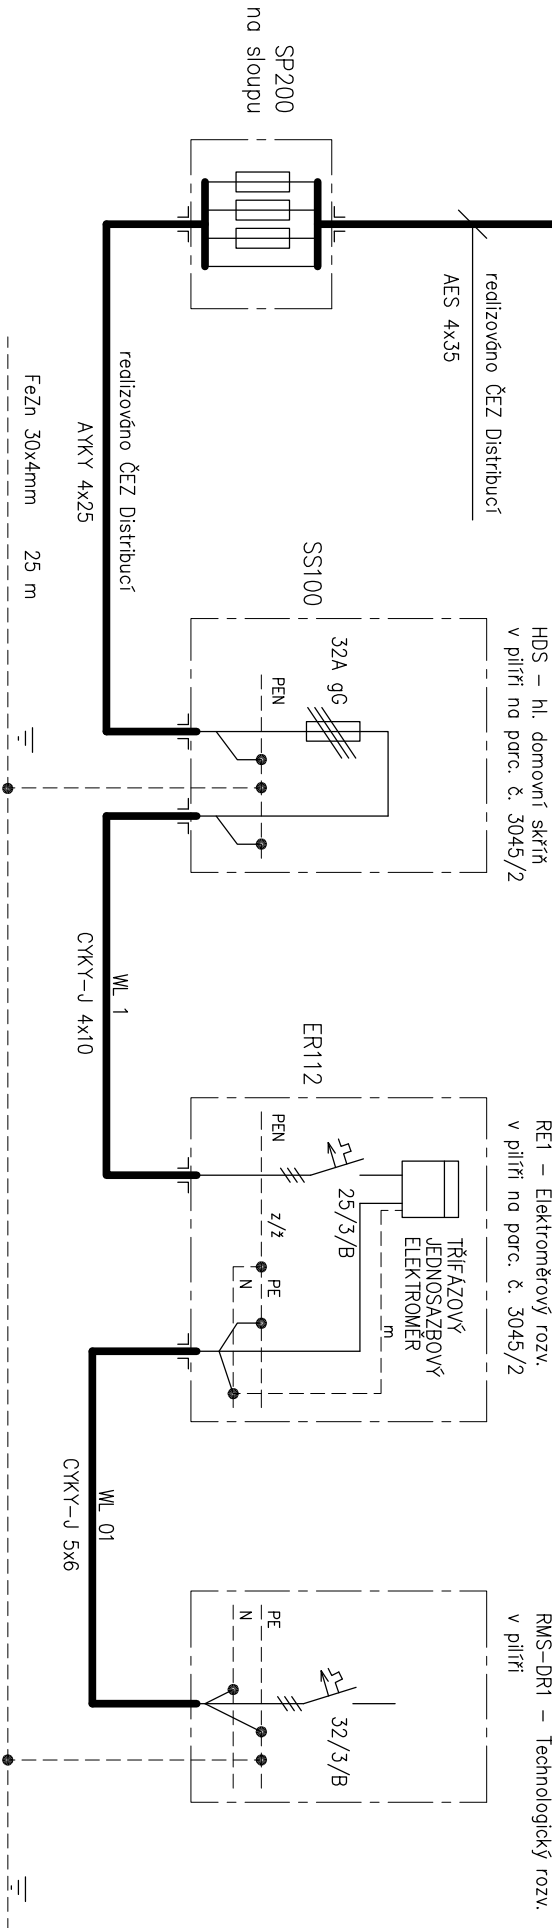 SP200
na sloupu
realizováno ČEZ Distribucí
AES 4x35
realizováno ČEZ Distribucí
AYKY 4x25
FeZn 30x4mm 25 m
HDS – hl. domovní skříň
v pilíři na parc. č. 3045/2
SS100
32A gG
PEN
WL 1
CYKY-J 4x10
RE1 – Elektroměrový rozv.
v pilíři na parc. č. 3045/2
ER112
TŘÍFÁZOVÝ
JEDNOSAZBOVÝ
ELEKTROMĚR
m
25/3/B
PEN
z/ž
PE
N
WL 01
CYKY-J 5x6
RMS-DR1 – Technologický rozv.
v pilíři
32/3/B
PE
N